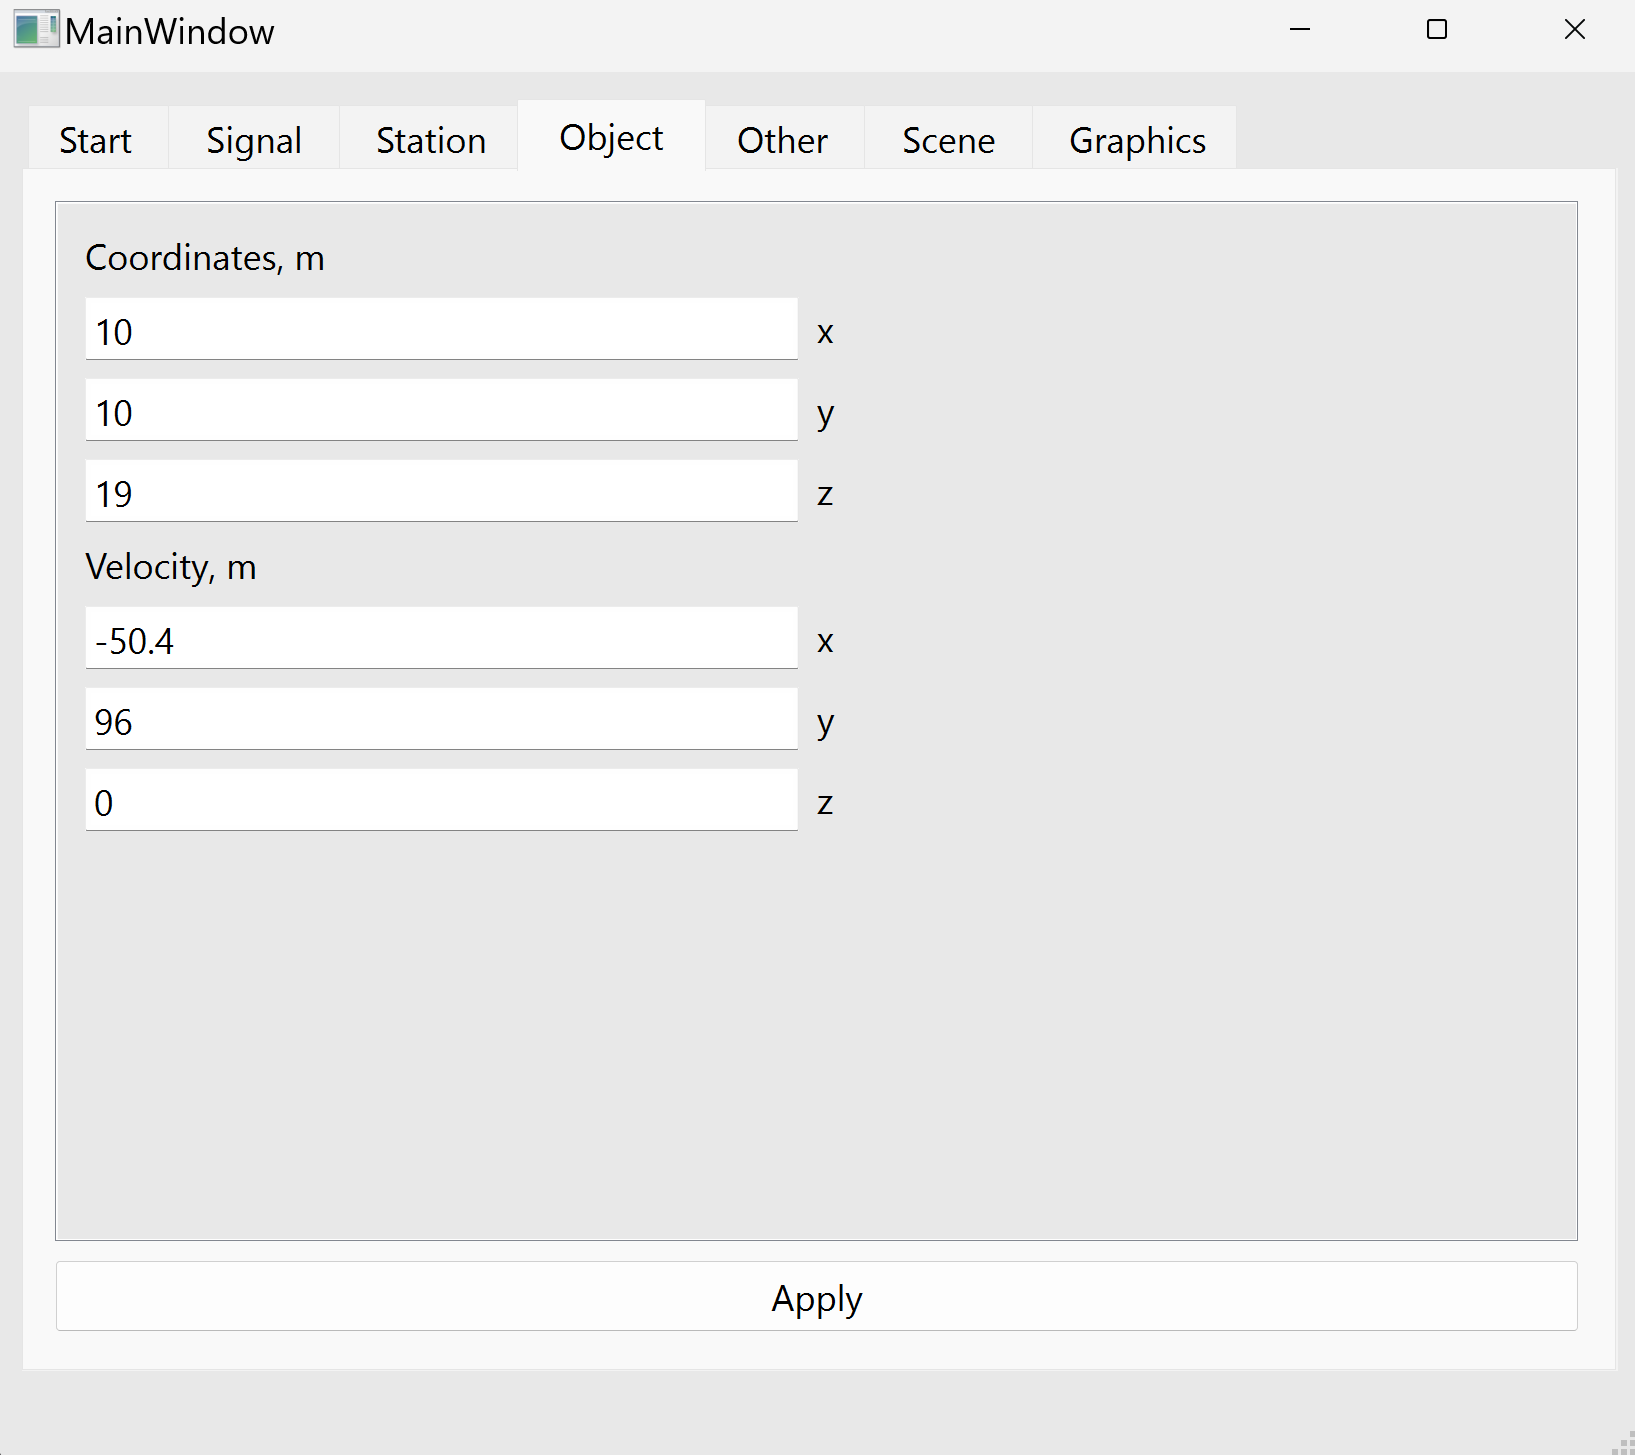 MainWindow
Start Signal Station Object Other Scene Graphics
Coordinates, m
10 x
10 y
19 z
Velocity, m
-50.4 x
96 y
0 z
Apply